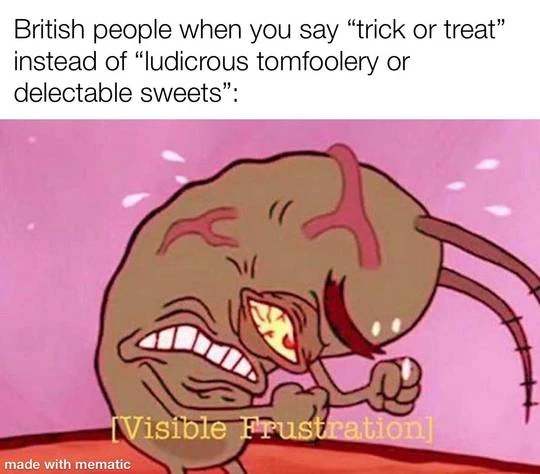 British people when you say “trick or treat”
instead of “ludicrous tomfoolery or
delectable sweets”:
[Visible Frustration]
made with mematic